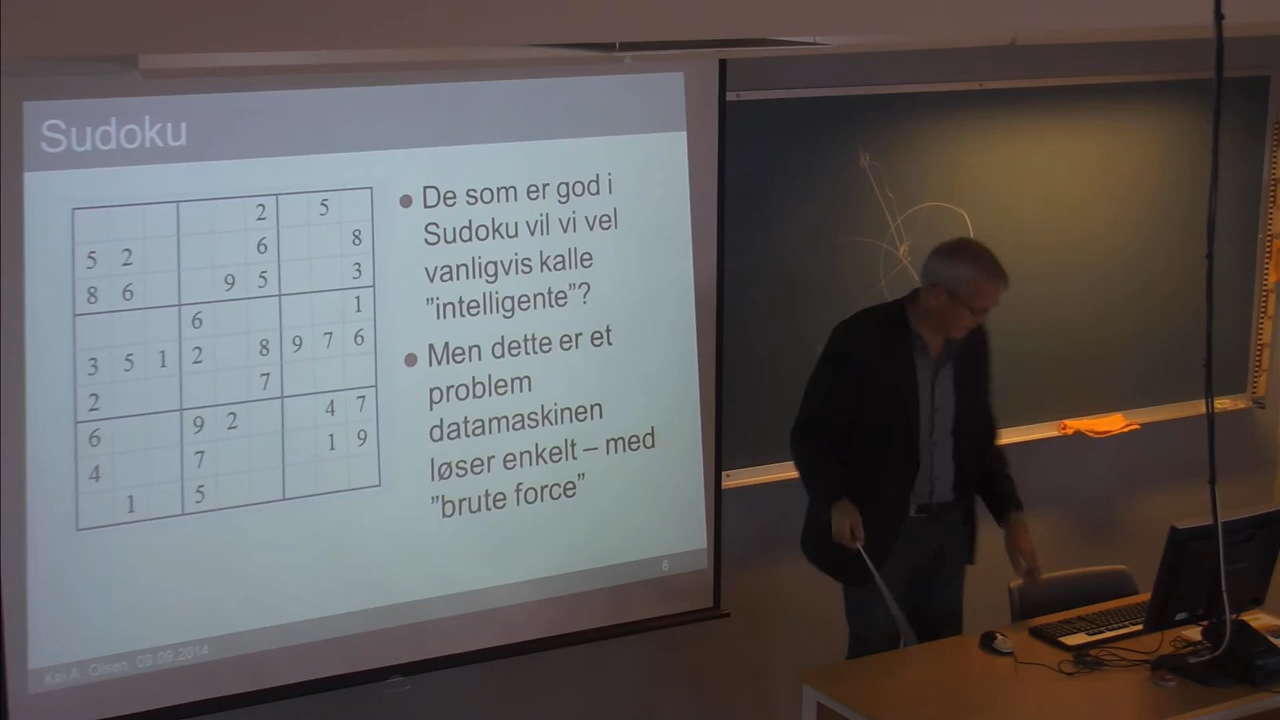 Sudoku
2 5
5 2 6 8
8 6 9 5 3
6 1
3 5 1 2 8 9 7 6
2 7
6 9 2 4 7
4 7 1 9
1 5
● De som er god i
Sudoku vil vi vel
vanligvis kalle
”intelligente”?
● Men dette er et
problem
datamaskinen
løser enkelt – med
”brute force”
6
Kai A. Olsen, 09.09.2014